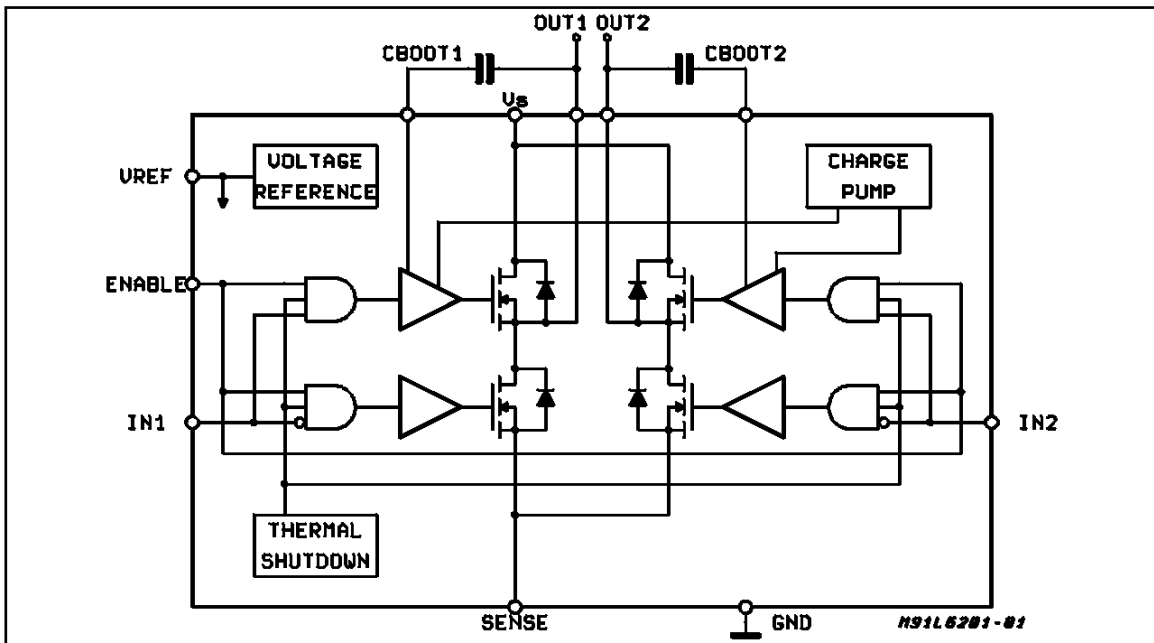 OUT1 OUT2
CBOOT1
CBOOT2
Vs
VREF
VOLTAGE
REFERENCE
CHARGE
PUMP
ENABLE
IN1
IN2
THERMAL
SHUTDOWN
SENSE
GND
M91L6201-01